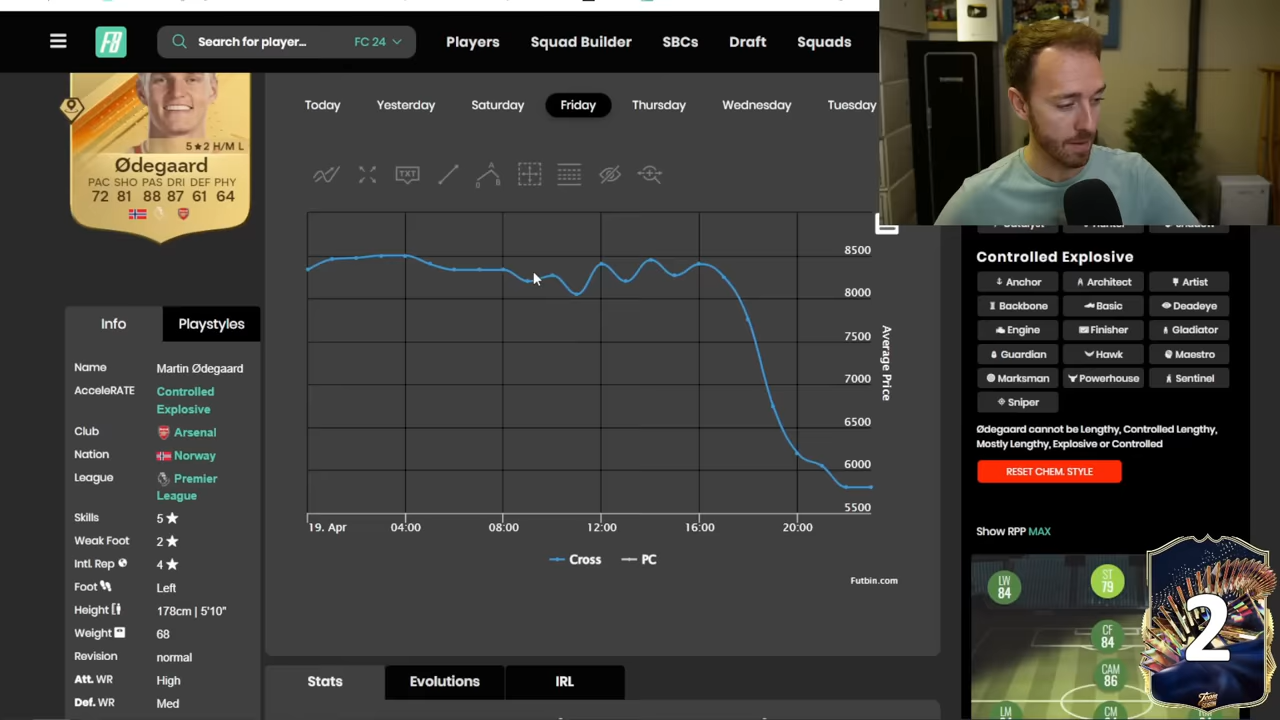 FB
Search for player...
FC 24
Players
Squad Builder
SBCs
Draft
Squads
5★2 H/M L
Ødegaard
PAC SHO PAS DRI DEF PHY
72 81 88 87 61 64
Today
Yesterday
Saturday
Friday
Thursday
Wednesday
Tuesday
TXT
8500
8000
7500
7000
6500
6000
5500
Average Price
19. Apr
04:00
08:00
12:00
16:00
20:00
Cross
PC
Futbin.com
Info
Playstyles
Name
Martin Ødegaard
AcceleRATE
Controlled
Explosive
Club
Arsenal
Nation
Norway
League
Premier
League
Skills
5 ★
Weak Foot
2 ★
Intl. Rep
4 ★
Foot
Left
Height
178cm | 5'10"
Weight
68
Revision
normal
Att. WR
High
Def. WR
Med
Stats
Evolutions
IRL
Catalyst
Hunter
Shadow
Controlled Explosive
Anchor
Architect
Artist
Backbone
Basic
Deadeye
Engine
Finisher
Gladiator
Guardian
Hawk
Maestro
Marksman
Powerhouse
Sentinel
Sniper
Ødegaard cannot be Lengthy, Controlled Lengthy,
Mostly Lengthy, Explosive or Controlled
RESET CHEM. STYLE
Show RPP MAX
LW
84
ST
79
CF
84
CAM
86
LM
CM
2